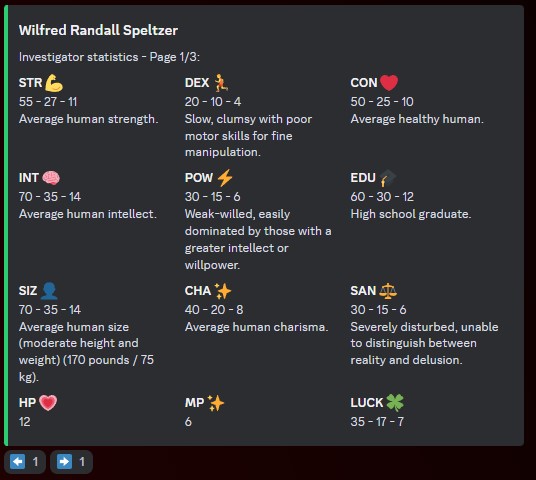 Wilfred Randall Speltzer
Investigator statistics - Page 1/3:
STR
55 - 27 - 11
Average human strength.
DEX
20 - 10 - 4
Slow, clumsy with poor
motor skills for fine
manipulation.
CON
50 - 25 - 10
Average healthy human.
INT
70 - 35 - 14
Average human intellect.
POW
30 - 15 - 6
Weak-willed, easily
dominated by those with a
greater intellect or
willpower.
EDU
60 - 30 - 12
High school graduate.
SIZ
70 - 35 - 14
Average human size
(moderate height and
weight) (170 pounds / 75
kg).
CHA
40 - 20 - 8
Average human charisma.
SAN
30 - 15 - 6
Severely disturbed, unable
to distinguish between
reality and delusion.
HP
12
MP
6
LUCK
35 - 17 - 7
1
1